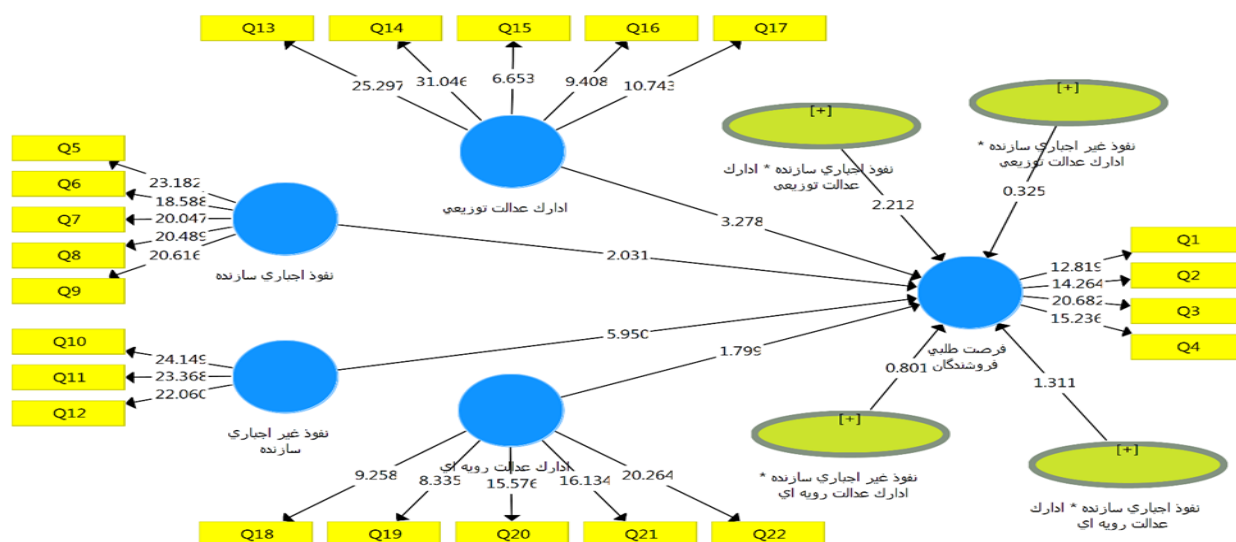 Q13
Q14
Q15
Q16
Q17
25.297
31.046
6.653
9.408
10.743
[+]
[+]
نفوذ اجباري سازنده * ادارك
عدالت توزيعي
نفوذ غير اجباري سازنده *
ادارك عدالت توزيعي
2.212
0.325
Q5
Q6
Q7
Q8
Q9
23.182
18.588
20.047
20.489
20.616
نفوذ اجباري سازنده
ادارك عدالت توزيعي
3.278
2.031
5.950
1.799
Q1
Q2
Q3
Q4
12.819
14.264
20.682
15.236
فرصت طلبي
فروشندگان
Q10
Q11
Q12
24.149
23.368
22.060
نفوذ غير اجباري
سازنده
ادارك عدالت رويه اي
0.801
1.311
[+]
[+]
نفوذ غير اجباري سازنده *
ادارك عدالت رويه اي
نفوذ اجباري سازنده * ادارك
عدالت رويه اي
9.258
8.335
15.576
16.134
20.264
Q18
Q19
Q20
Q21
Q22